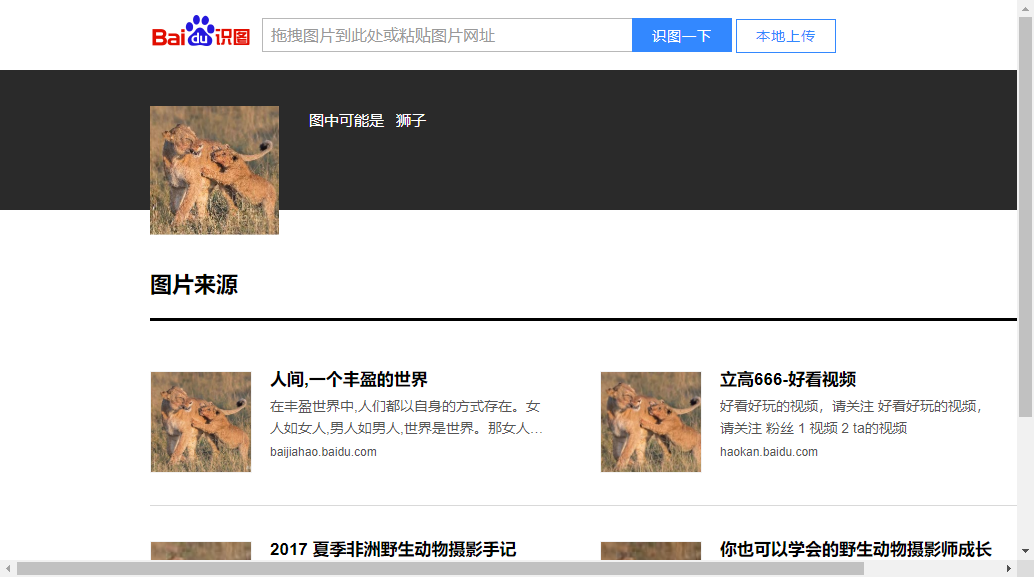 Bai du 识图
拖拽图片到此处或粘贴图片网址
识图一下
本地上传
图中可能是 狮子
图片来源
人间,一个丰盈的世界
在丰盈世界中,人们都以自身的方式存在。女
人如女人,男人如男人,世界是世界。那女人...
baijiahao.baidu.com
立高666-好看视频
好看好玩的视频，请关注 好看好玩的视频，
请关注 粉丝 1 视频 2 ta的视频
haokan.baidu.com
2017 夏季非洲野生动物摄影手记
你也可以学会的野生动物摄影师成长